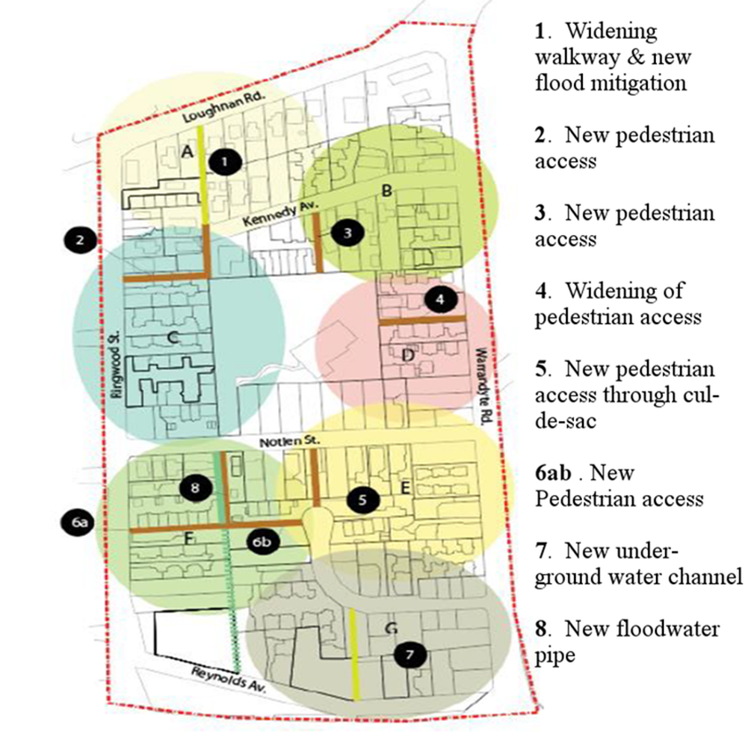 Loughnan Rd.
A
1
B
Kennedy Av.
2
3
4
C
D
Ringwood St.
Warrandyte Rd.
Notlen St.
8
E
5
6a
F
6b
G
7
Reynolds Av.
1. Widening
walkway & new
flood mitigation
2. New pedestrian
access
3. New pedestrian
access
4. Widening of
pedestrian access
5. New pedestrian
access through cul-
de-sac
6ab . New
Pedestrian access
7. New under-
ground water channel
8. New floodwater
pipe